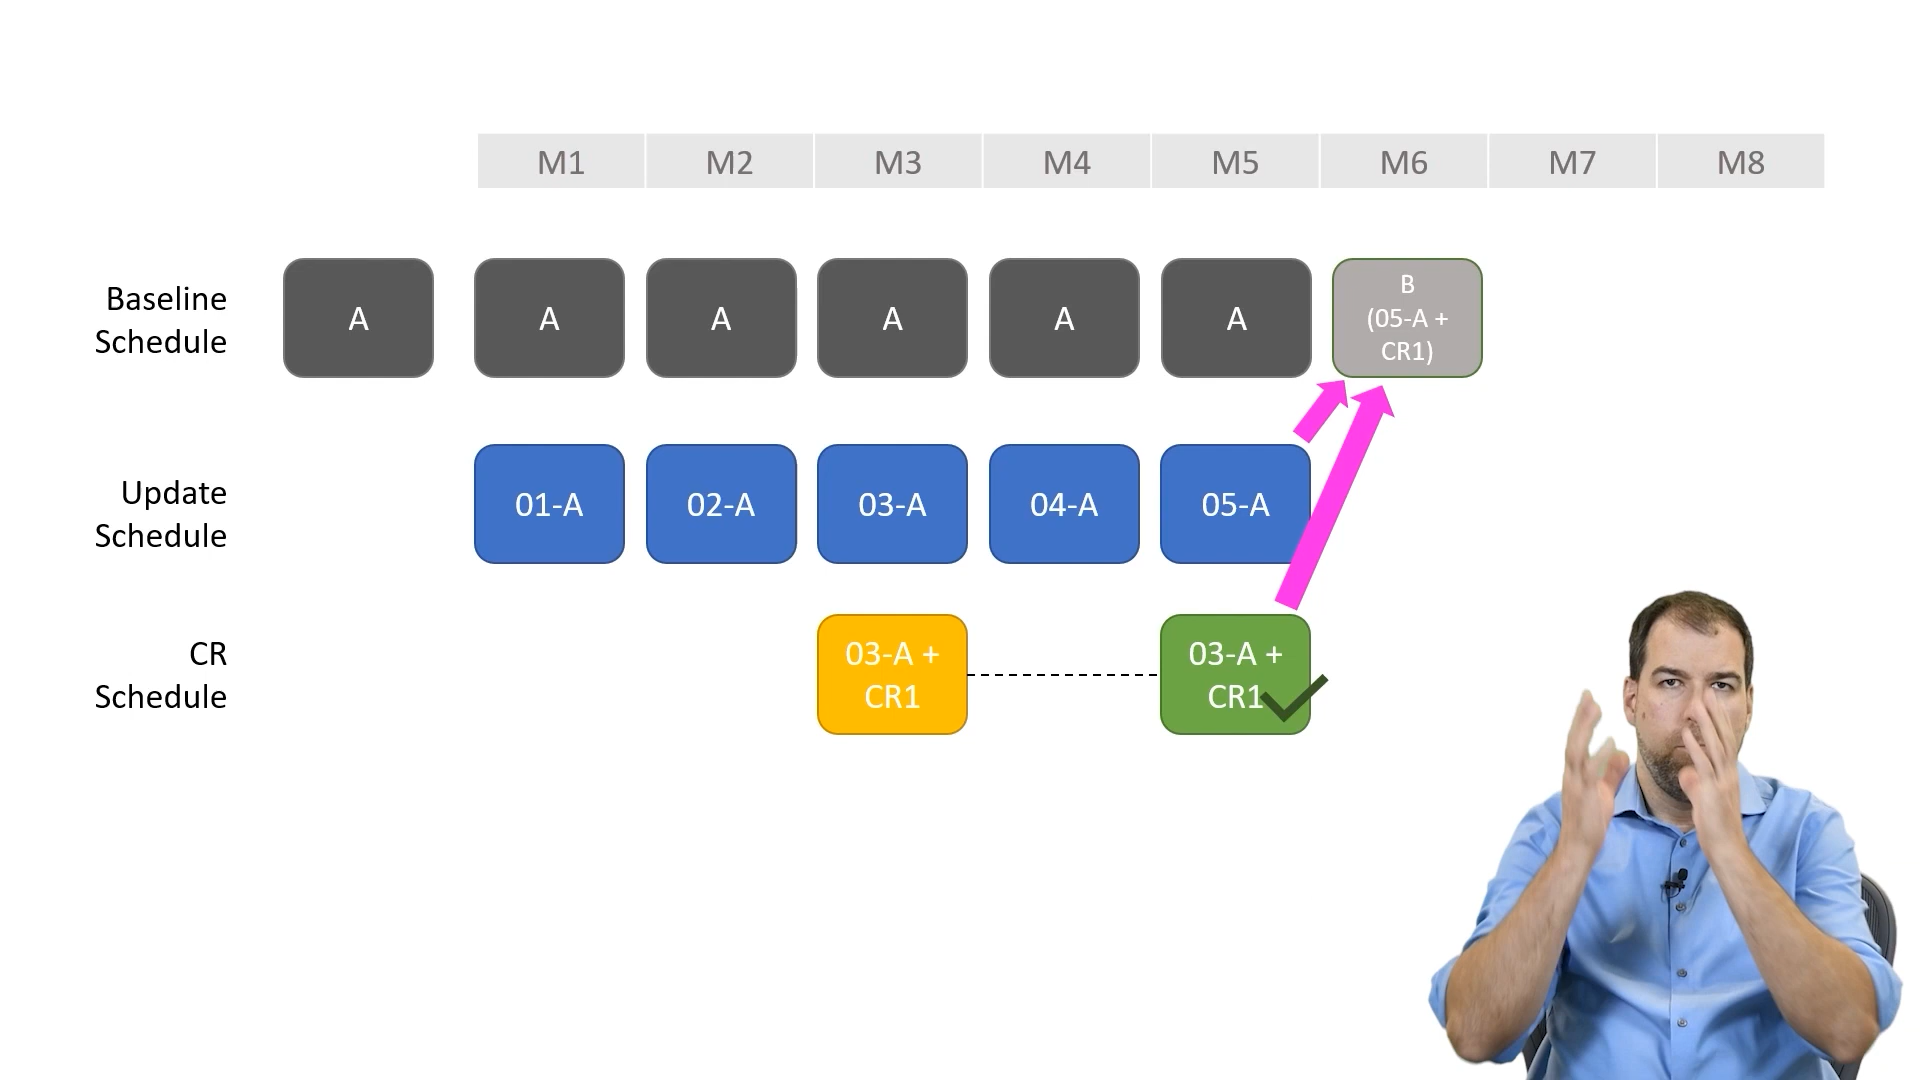 M1 M2 M3 M4 M5 M6 M7 M8
Baseline
Schedule
A A A A A A
B
(05-A +
CR1)
Update
Schedule
01-A 02-A 03-A 04-A 05-A
CR
Schedule
03-A +
CR1
03-A +
CR1